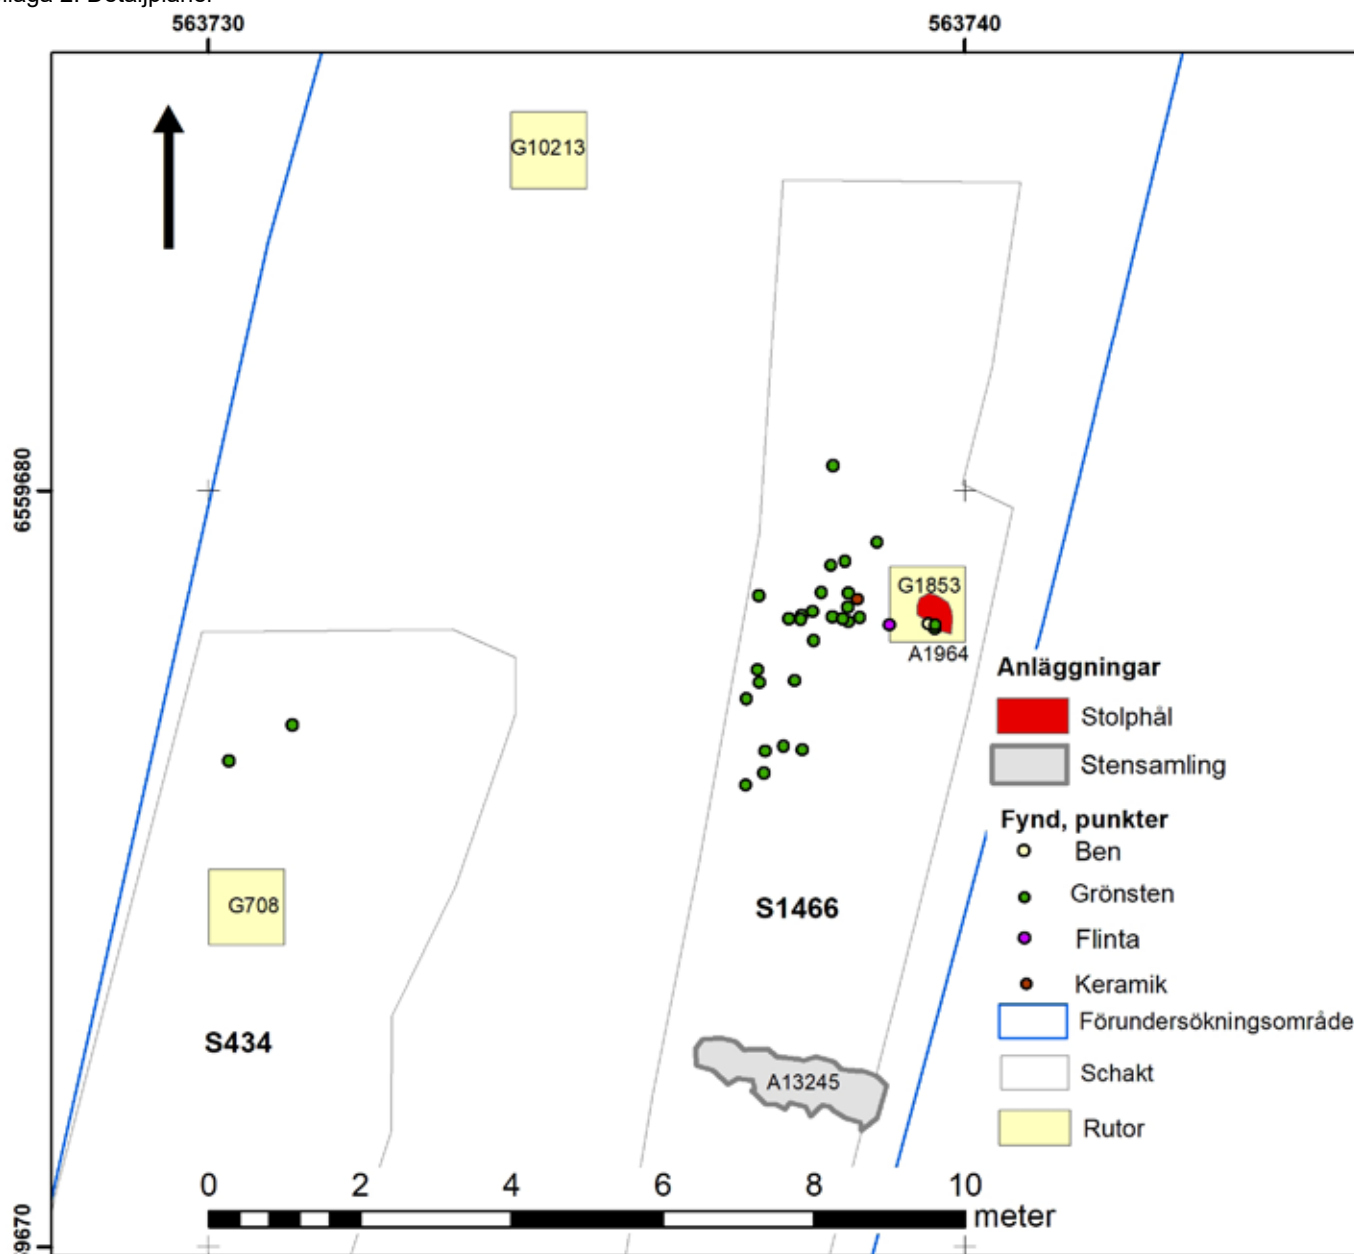 563730
563740
G10213
6559680
G1853
A1964
Anläggningar
Stolphål
Stensamling
Fynd, punkter
Ben
Grönsten
Flinta
Keramik
Förundersökningsområde
Schakt
Rutor
G708
S1466
S434
A13245
0 2 4 6 8 10
meter